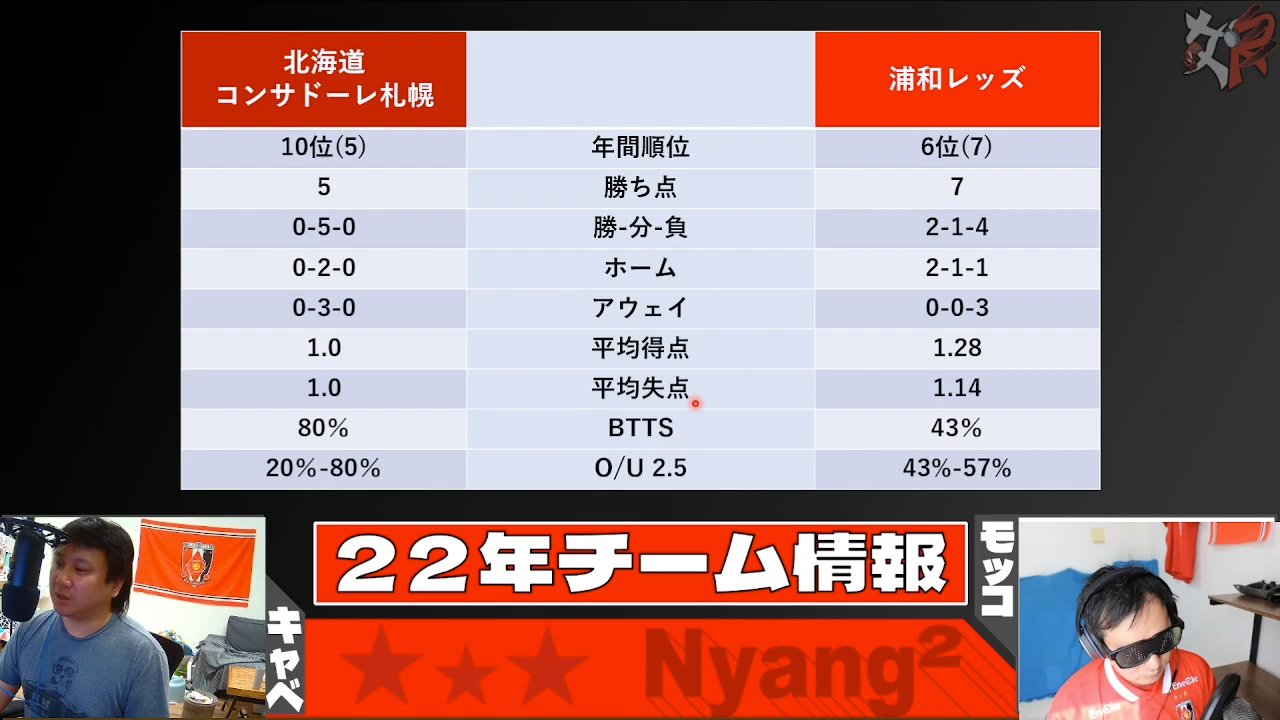 北海道
コンサドーレ札幌
浦和レッズ
10位(5) 年間順位 6位(7)
5 勝ち点 7
0-5-0 勝-分-負 2-1-4
0-2-0 ホーム 2-1-1
0-3-0 アウェイ 0-0-3
1.0 平均得点 1.28
1.0 平均失点 1.14
80% BTTS 43%
20%-80% O/U 2.5 43%-57%
22年チーム情報
キャベ
モッコ
Nyang²
EneCle
EneCle